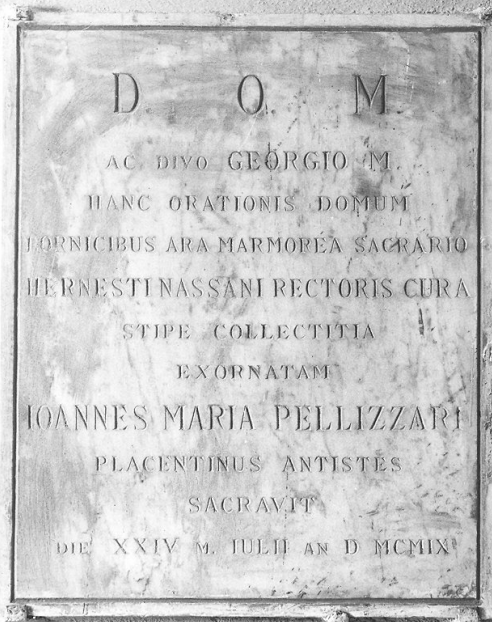 D O M
AC DIVO GEORGIO M
HANC ORATIONIS DOMUM
FORNICIBUS ARA MARMOREA SACRARIO
HERNESTI NASSANI RECTORIS CURA
STIPE COLLECTITIA
EXORNATAM
IOANNES MARIA PELLIZZARI
PLACENTINUS ANTISTES
SACRAVIT
DIE XXIV M. IULII AN D MCMIX